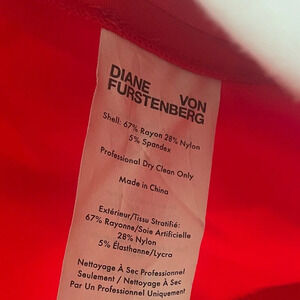 DIANE VON
FURSTENBERG
Shell: 67% Rayon 28% Nylon
5% Spandex
Professional Dry Clean Only
Made in China
Extérieur/Tissu Stratifié:
67% Rayonne/Soie Artificielle
28% Nylon
5% Élasthanne/Lycra
Nettoyage À Sec Professionnel
Seulement / Nettoyage À Sec
Par Un Professionnel Uniquement